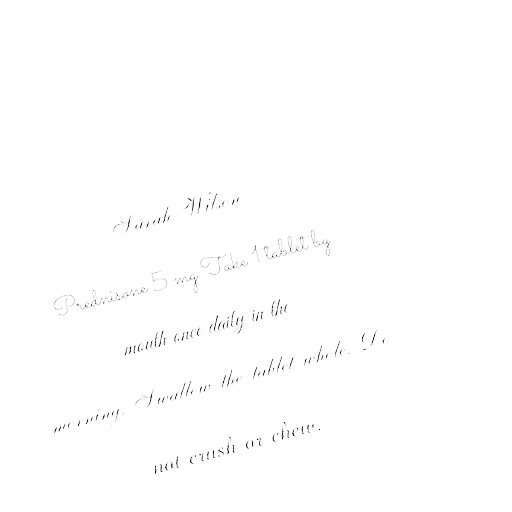 Sarah Wilson
Prednisone 5 mg Take 1 tablet by
mouth once daily in the
morning. Swallow the tablet whole. Do
not crush or chew.